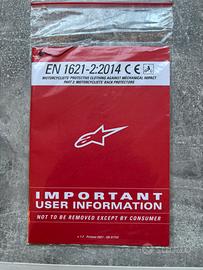 EN 1621-2:2014 CE
MOTORCYCLISTS' PROTECTIVE CLOTHING AGAINST MECHANICAL IMPACT
PART 2: MOTORCYCLISTS' BACK PROTECTORS
IMPORTANT
USER INFORMATION
NOT TO BE REMOVED EXCEPT BY CONSUMER